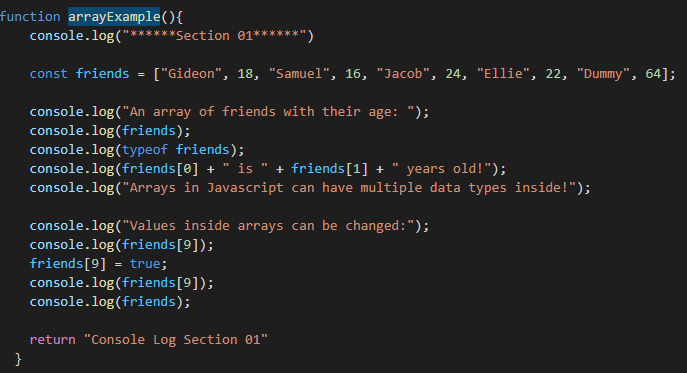 function arrayExample(){
console.log("******Section 01******")
const friends = ["Gideon", 18, "Samuel", 16, "Jacob", 24, "Ellie", 22, "Dummy", 64];
console.log("An array of friends with their age: ");
console.log(friends);
console.log(typeof friends);
console.log(friends[0] + " is " + friends[1] + " years old!");
console.log("Arrays in Javascript can have multiple data types inside!");
console.log("Values inside arrays can be changed:");
console.log(friends[9]);
friends[9] = true;
console.log(friends[9]);
console.log(friends);
return "Console Log Section 01"
}